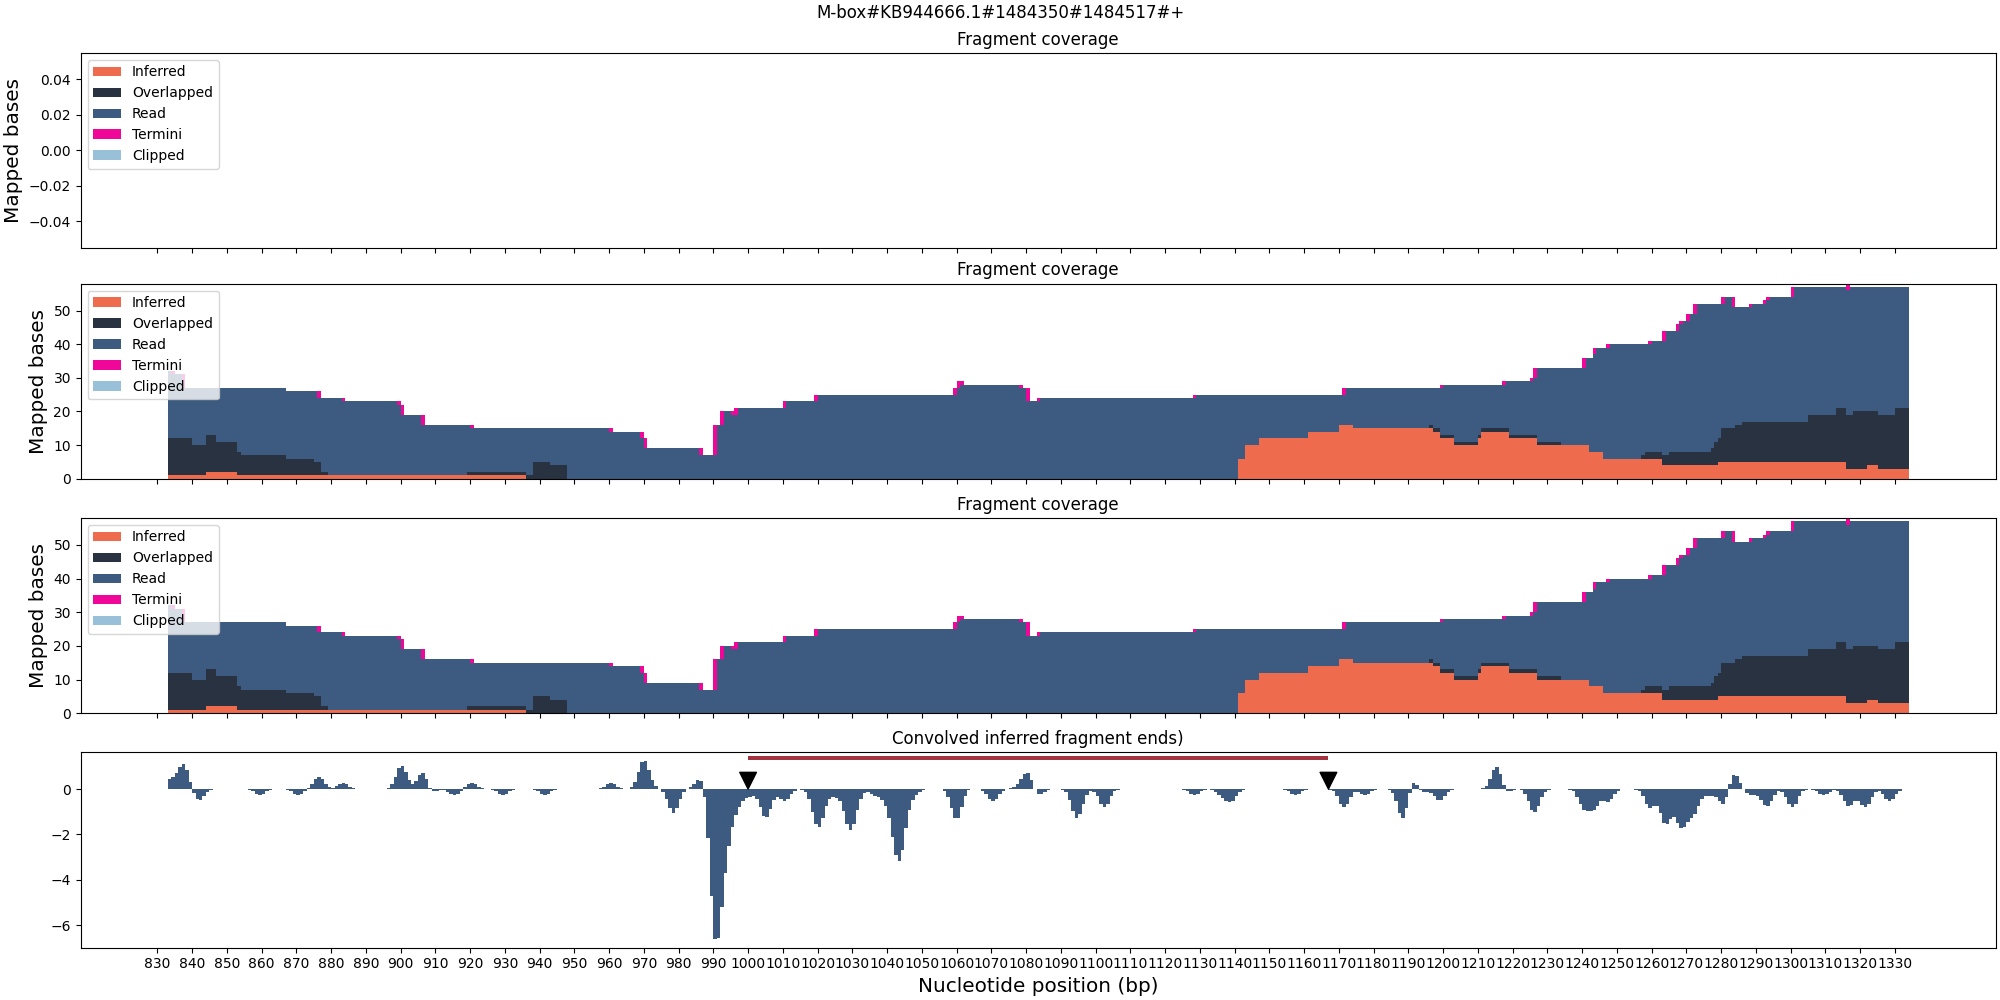 M-box#KB944666.1#1484350#1484517#+
Fragment coverage
Mapped bases
0.04
0.02
0.00
−0.02
−0.04
Inferred
Overlapped
Read
Termini
Clipped
Fragment coverage
Mapped bases
50
40
30
20
10
0
Inferred
Overlapped
Read
Termini
Clipped
Fragment coverage
Mapped bases
50
40
30
20
10
0
Inferred
Overlapped
Read
Termini
Clipped
Convolved inferred fragment ends)
0
−2
−4
−6
830 840 850 860 870 880 890 900 910 920 930 940 950 960 970 980 990 1000 1010 1020 1030 1040 1050 1060 1070 1080 1090 1100 1110 1120 1130 1140 1150 1160 1170 1180 1190 1200 1210 1220 1230 1240 1250 1260 1270 1280 1290 1300 1310 1320 1330
Nucleotide position (bp)